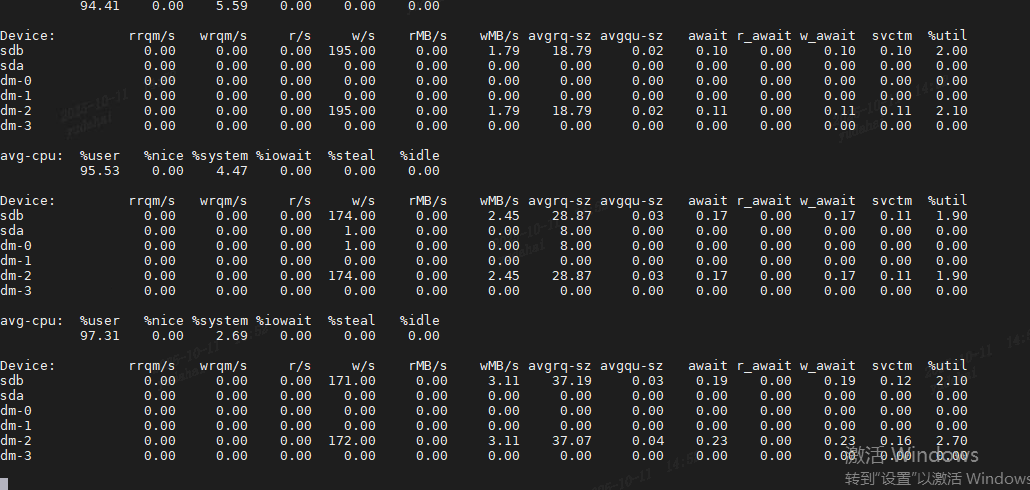 94.41 0.00 5.59 0.00 0.00 0.00
Device: rrqm/s wrqm/s r/s w/s rMB/s wMB/s avgrq-sz avgqu-sz await r_await w_await svctm %util
sdb 0.00 0.00 0.00 195.00 0.00 1.79 18.79 0.02 0.10 0.00 0.10 0.10 2.00
sda 0.00 0.00 0.00 0.00 0.00 0.00 0.00 0.00 0.00 0.00 0.00 0.00 0.00
dm-0 0.00 0.00 0.00 0.00 0.00 0.00 0.00 0.00 0.00 0.00 0.00 0.00 0.00
dm-1 0.00 0.00 0.00 0.00 0.00 0.00 0.00 0.00 0.00 0.00 0.00 0.00 0.00
dm-2 0.00 0.00 0.00 195.00 0.00 1.79 18.79 0.02 0.11 0.00 0.11 0.11 2.10
dm-3 0.00 0.00 0.00 0.00 0.00 0.00 0.00 0.00 0.00 0.00 0.00 0.00 0.00
avg-cpu: %user %nice %system %iowait %steal %idle
95.53 0.00 4.47 0.00 0.00 0.00
Device: rrqm/s wrqm/s r/s w/s rMB/s wMB/s avgrq-sz avgqu-sz await r_await w_await svctm %util
sdb 0.00 0.00 0.00 174.00 0.00 2.45 28.87 0.03 0.17 0.00 0.17 0.11 1.90
sda 0.00 0.00 0.00 1.00 0.00 0.00 8.00 0.00 0.00 0.00 0.00 0.00 0.00
dm-0 0.00 0.00 0.00 1.00 0.00 0.00 8.00 0.00 0.00 0.00 0.00 0.00 0.00
dm-1 0.00 0.00 0.00 0.00 0.00 0.00 0.00 0.00 0.00 0.00 0.00 0.00 0.00
dm-2 0.00 0.00 0.00 174.00 0.00 2.45 28.87 0.03 0.17 0.00 0.17 0.11 1.90
dm-3 0.00 0.00 0.00 0.00 0.00 0.00 0.00 0.00 0.00 0.00 0.00 0.00 0.00
avg-cpu: %user %nice %system %iowait %steal %idle
97.31 0.00 2.69 0.00 0.00 0.00
Device: rrqm/s wrqm/s r/s w/s rMB/s wMB/s avgrq-sz avgqu-sz await r_await w_await svctm %util
sdb 0.00 0.00 0.00 171.00 0.00 3.11 37.19 0.03 0.19 0.00 0.19 0.12 2.10
sda 0.00 0.00 0.00 0.00 0.00 0.00 0.00 0.00 0.00 0.00 0.00 0.00 0.00
dm-0 0.00 0.00 0.00 0.00 0.00 0.00 0.00 0.00 0.00 0.00 0.00 0.00 0.00
dm-1 0.00 0.00 0.00 0.00 0.00 0.00 0.00 0.00 0.00 0.00 0.00 0.00 0.00
dm-2 0.00 0.00 0.00 172.00 0.00 3.11 37.07 0.04 0.23 0.00 0.23 0.16 2.70
dm-3 0.00 0.00 0.00 0.00 0.00 0.00 0.00 0.00 0.00 0.00 0.00 0.00 0.00
激活 Windows
转到“设置”以激活 Windows